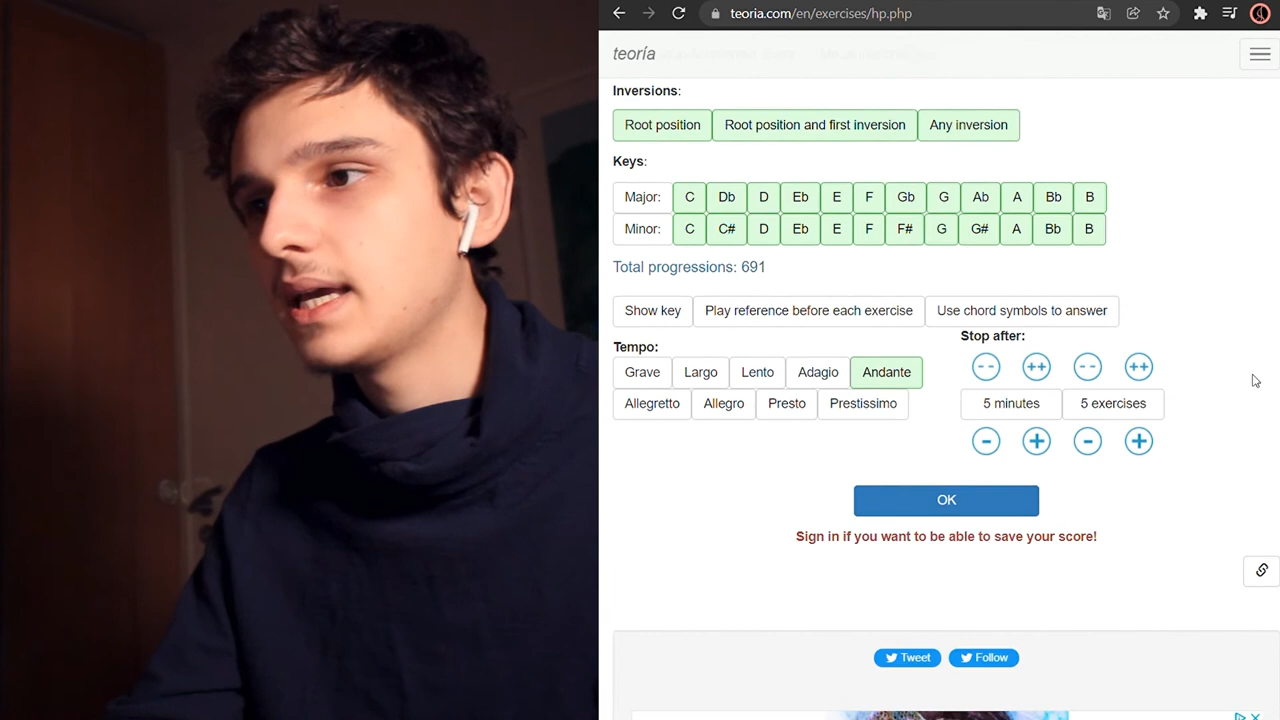 teoria.com/en/exercises/hp.php
teoría
Inversions:
Root position Root position and first inversion Any inversion
Keys:
Major: C Db D Eb E F Gb G Ab A Bb B
Minor: C C# D Eb E F F# G G# A Bb B
Total progressions: 691
Show key Play reference before each exercise Use chord symbols to answer
Tempo: Stop after:
-- ++ -- ++
Grave Largo Lento Adagio Andante
Allegretto Allegro Presto Prestissimo 5 minutes 5 exercises
- + - +
OK
Sign in if you want to be able to save your score!
Tweet Follow